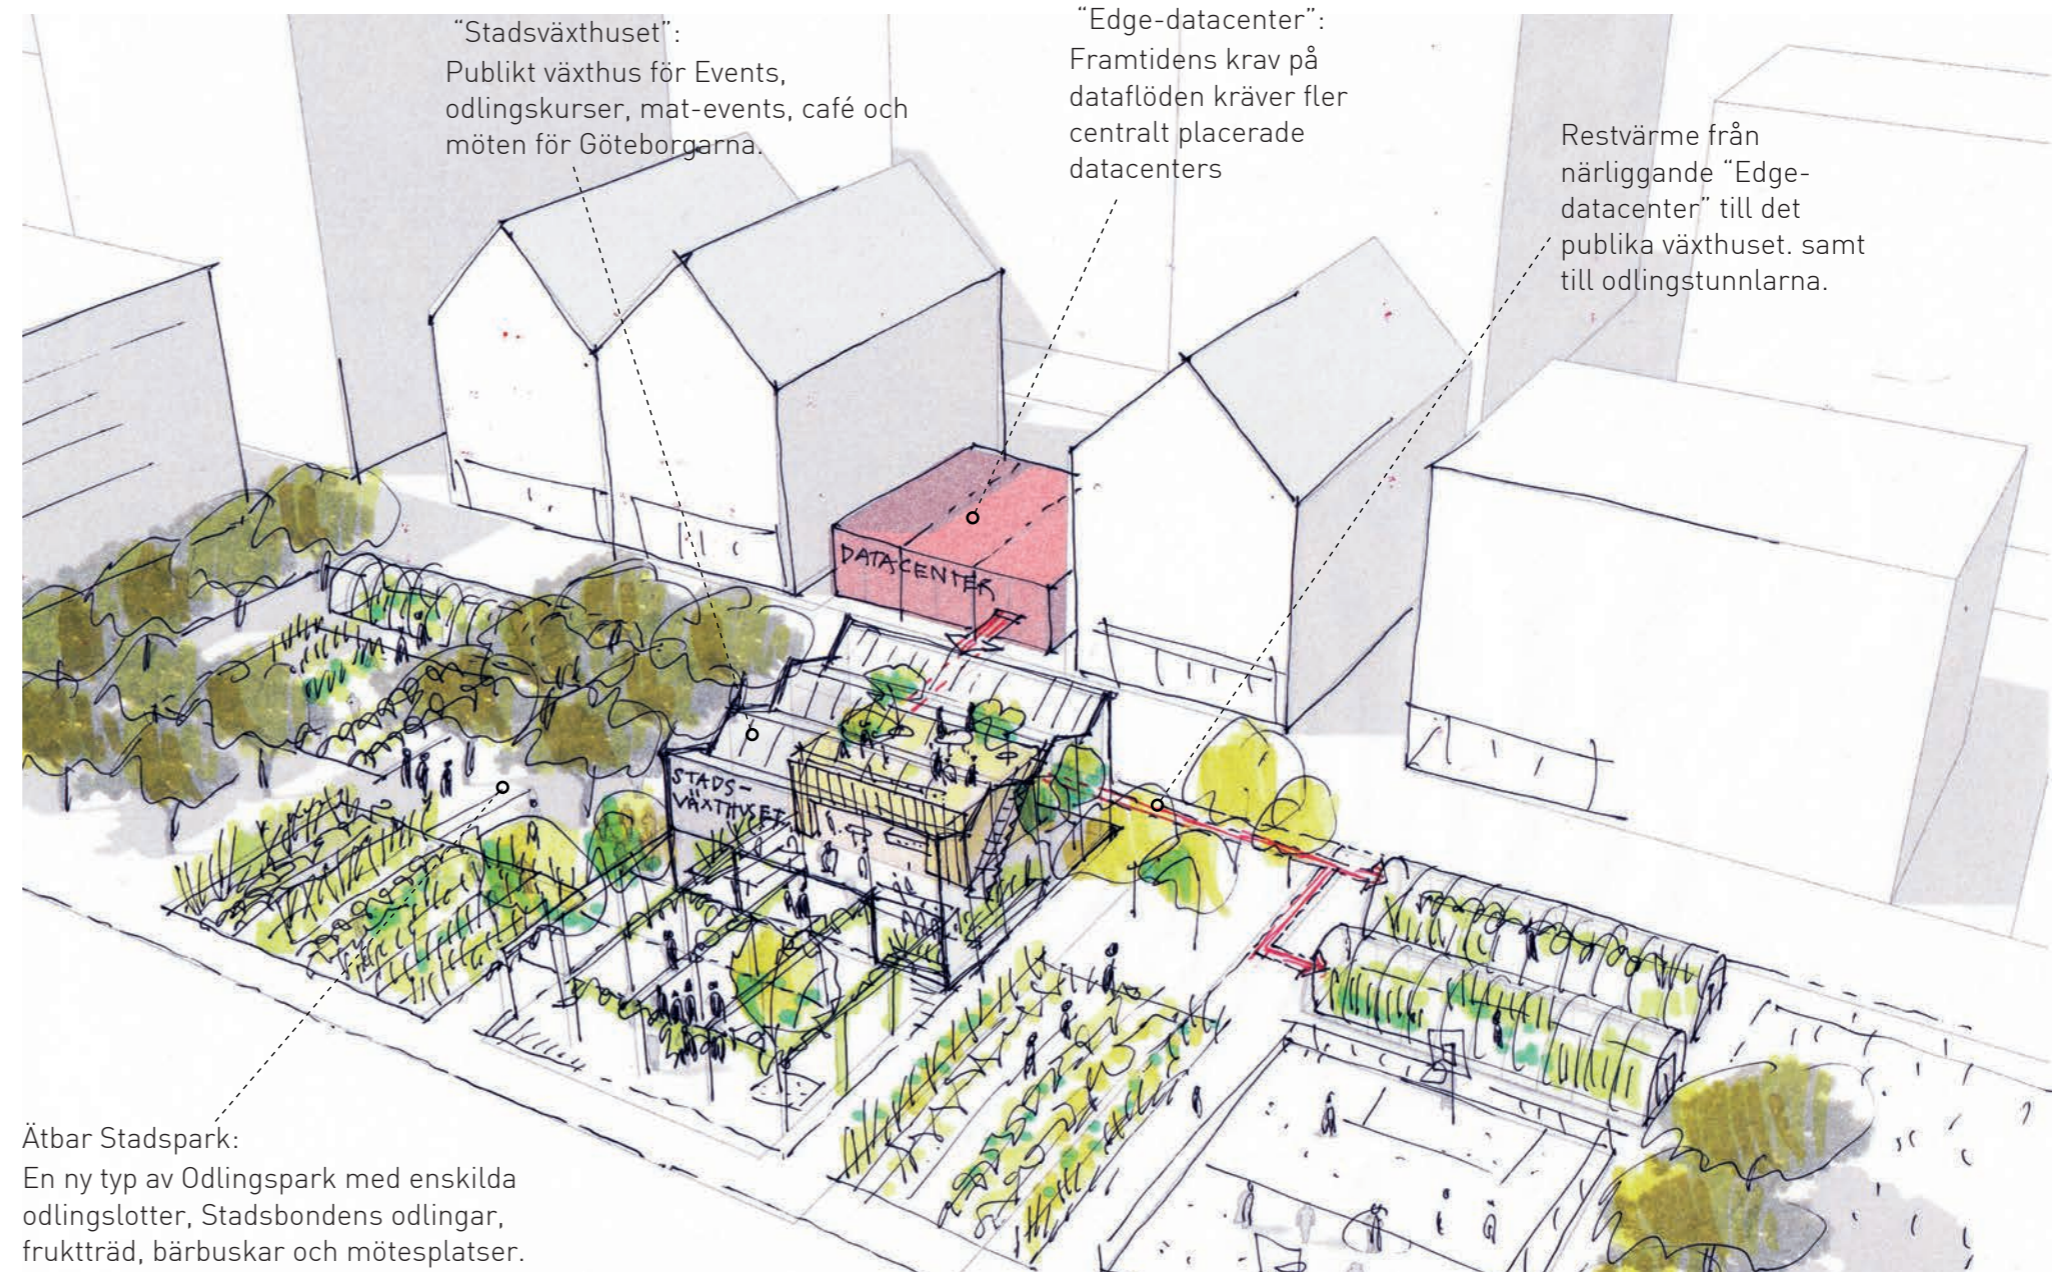 “Stadsväxthuset”:
Publikt växthus för Events,
odlingskurser, mat-events, café och
möten för Göteborgarna.
“Edge-datacenter”:
Framtidens krav på
dataflöden kräver fler
centralt placerade
datacenters
Restvärme från
närliggande “Edge-
datacenter” till det
publika växthuset. samt
till odlingstunnlarna.
DATACENTER
STADS-
VÄXTHUSET
Ätbar Stadspark:
En ny typ av Odlingspark med enskilda
odlingslotter, Stadsbondens odlingar,
fruktträd, bärbuskar och mötesplatser.